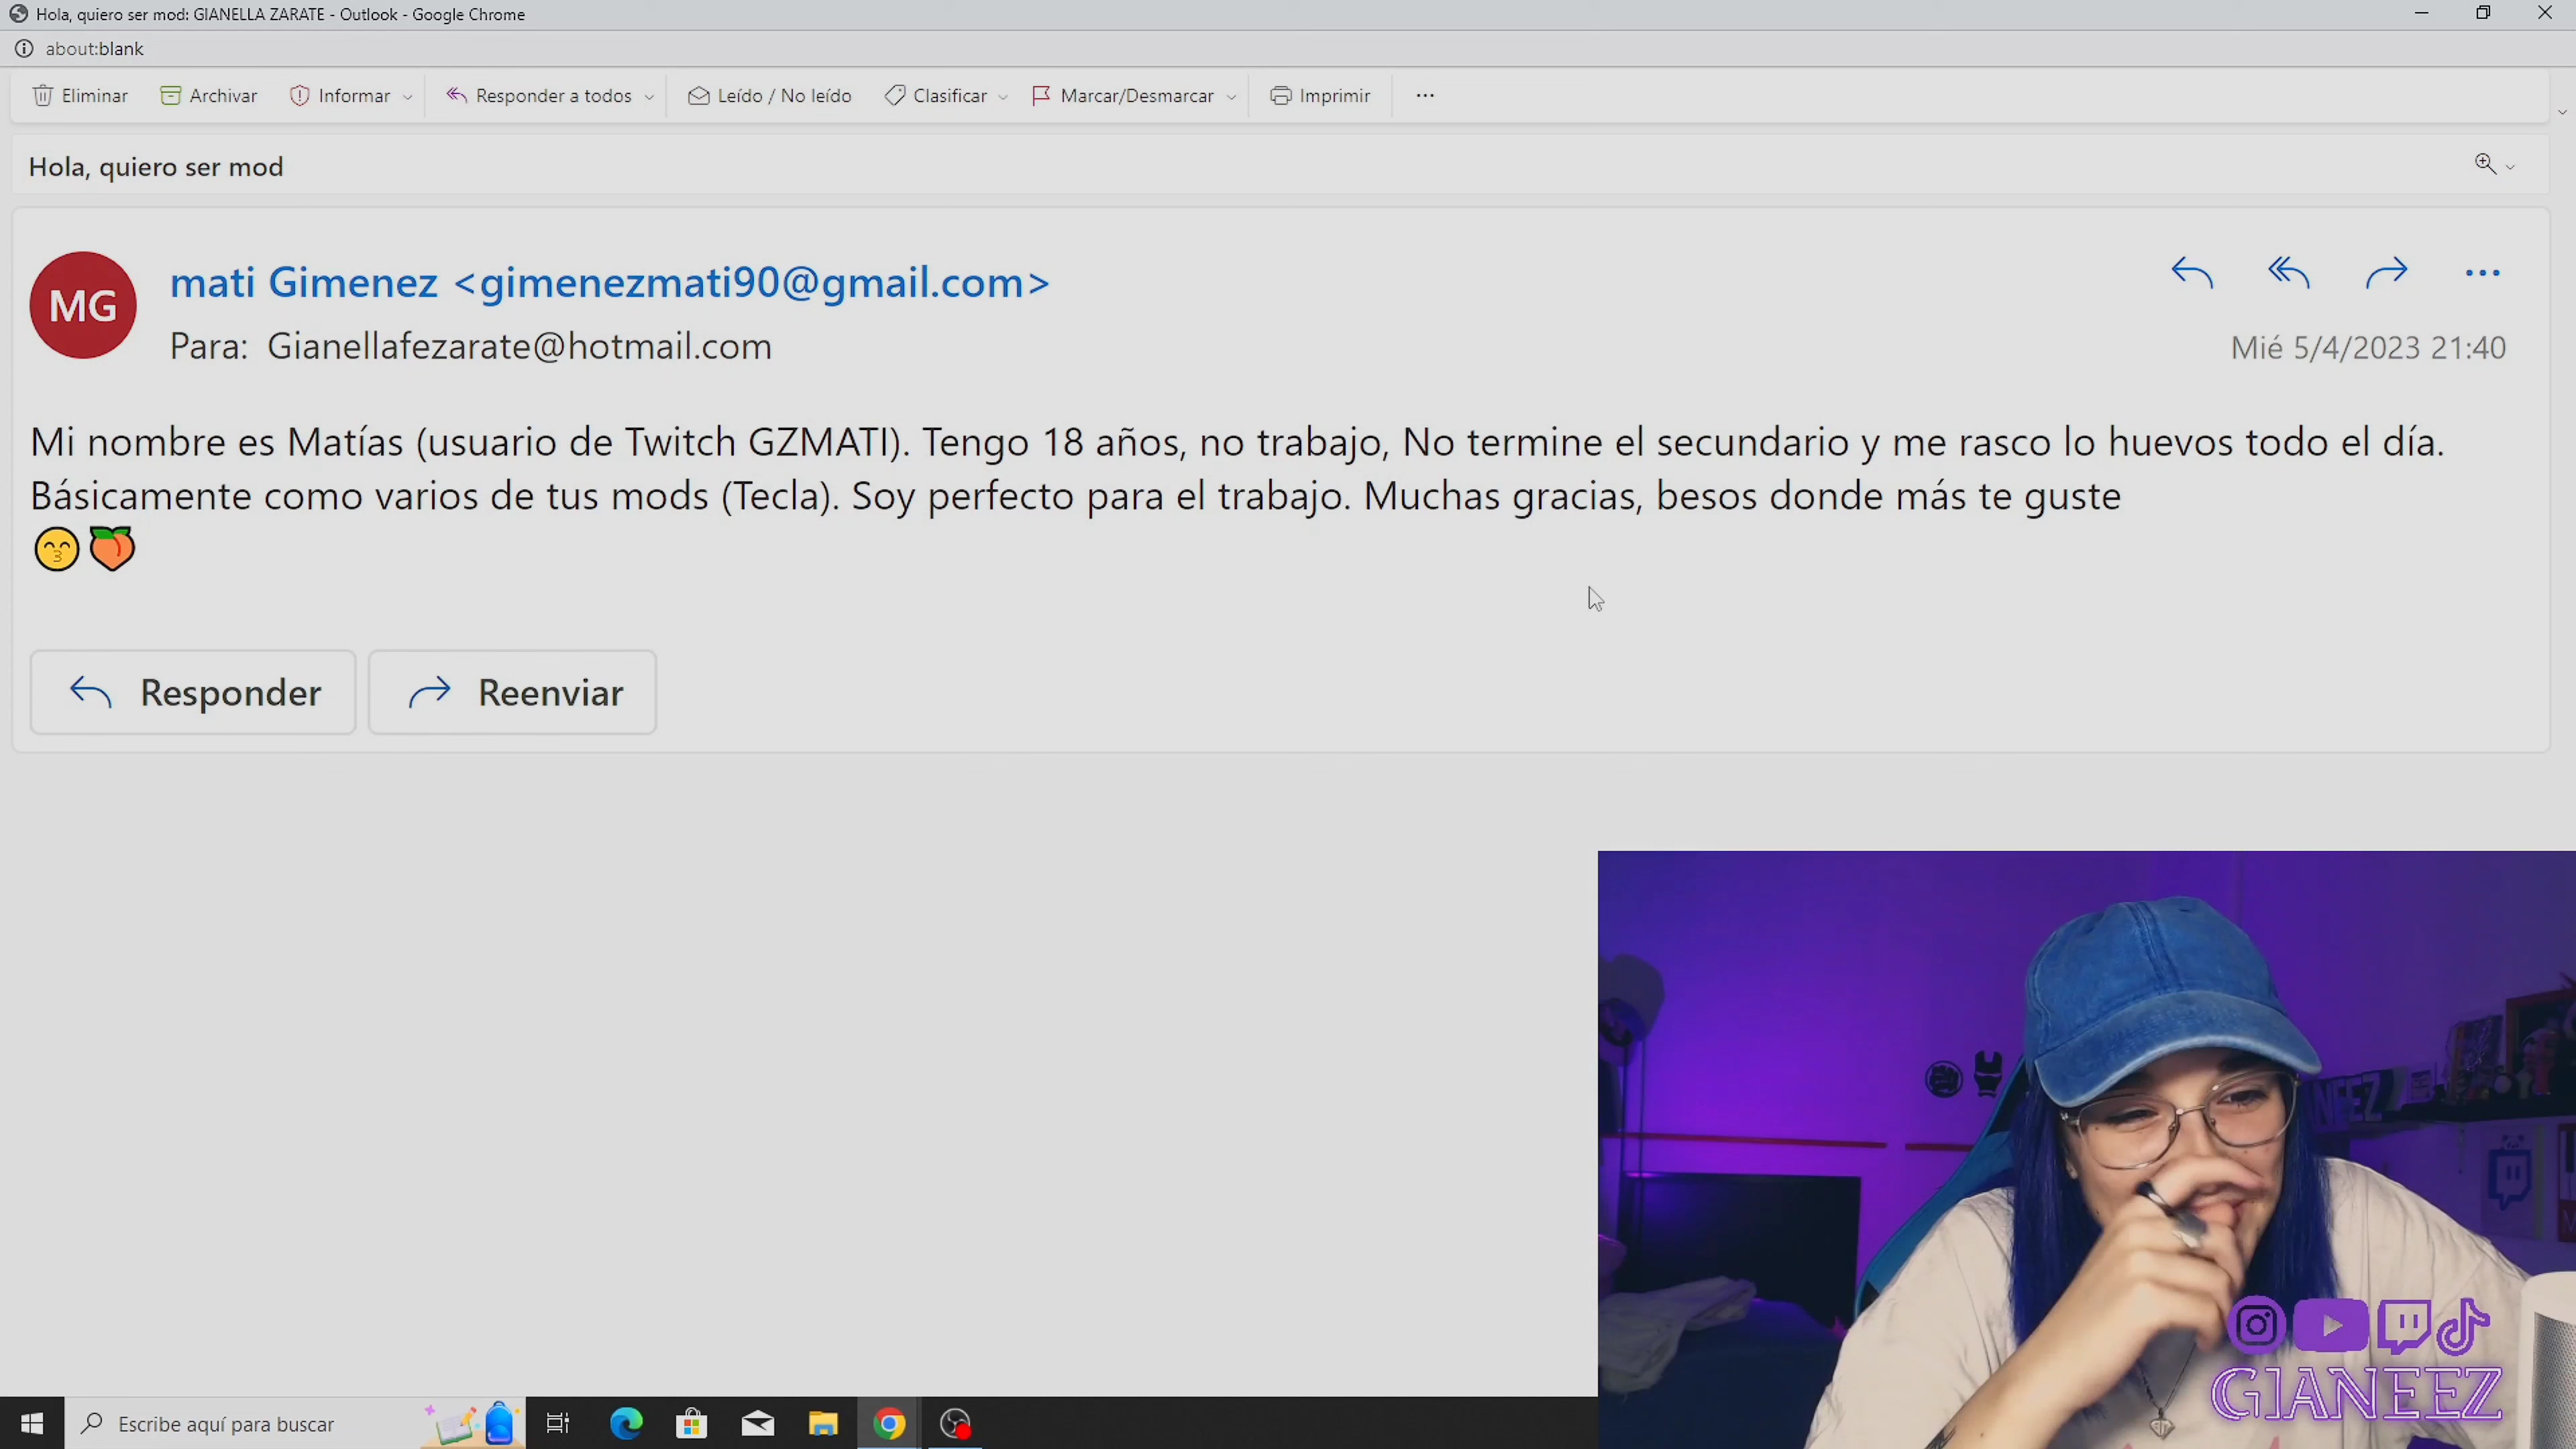 Hola, quiero ser mod: GIANELLA ZARATE - Outlook - Google Chrome
about:blank
Eliminar Archivar Informar Responder a todos Leído / No leído Clasificar Marcar/Desmarcar Imprimir ...
Hola, quiero ser mod
MG
mati Gimenez <gimenezmati90@gmail.com>
Para: Gianellafezarate@hotmail.com
Mié 5/4/2023 21:40
Mi nombre es Matías (usuario de Twitch GZMATI). Tengo 18 años, no trabajo, No termine el secundario y me rasco lo huevos todo el día.
Básicamente como varios de tus mods (Tecla). Soy perfecto para el trabajo. Muchas gracias, besos donde más te guste
😙🍑
Responder Reenviar
GIANEEZ
Escribe aquí para buscar